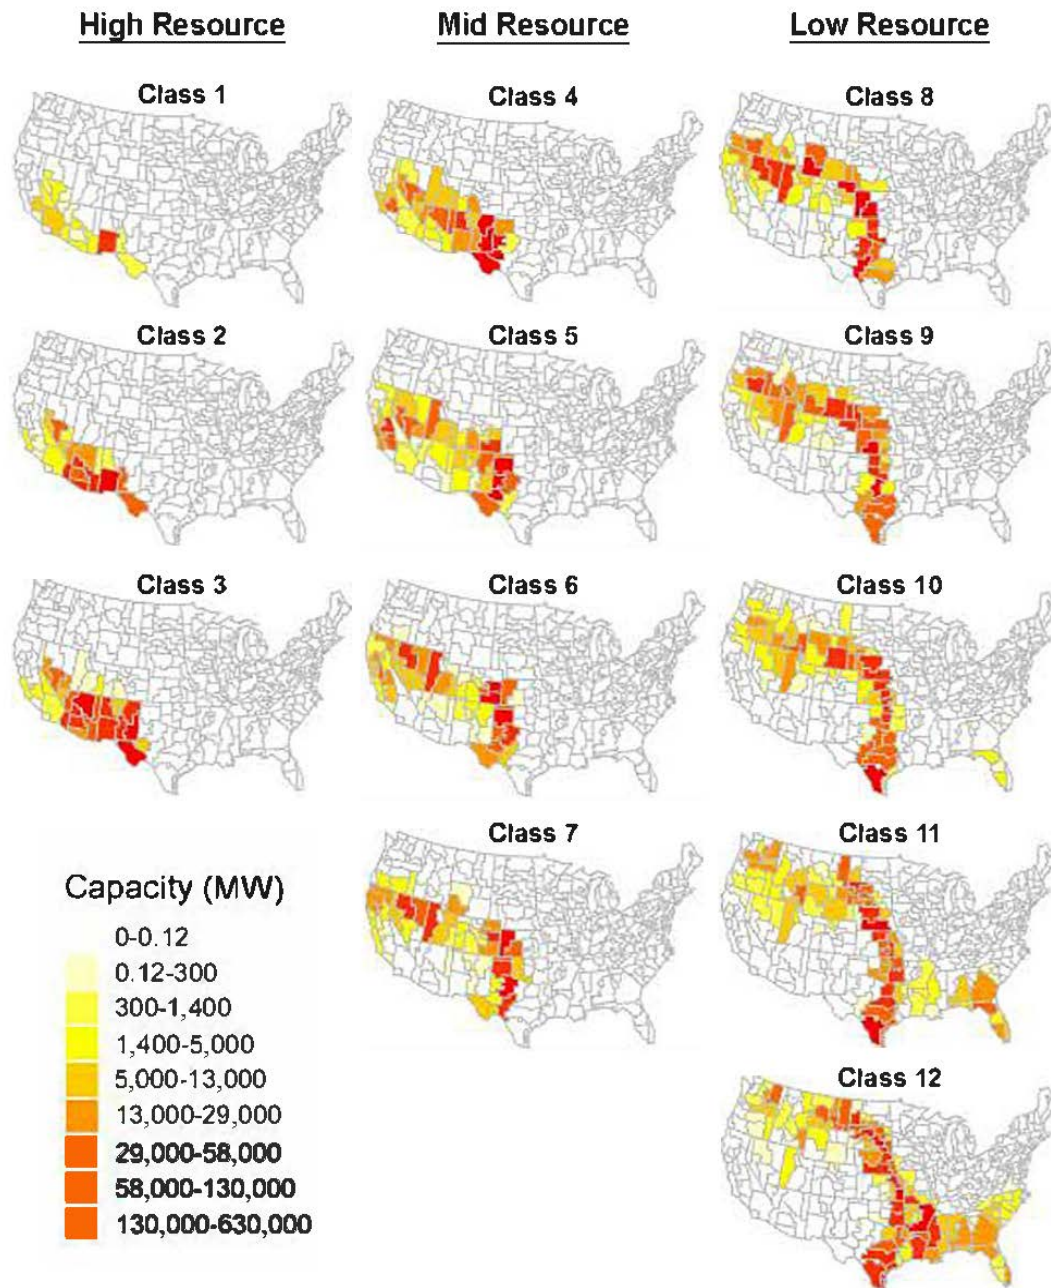 High Resource
Mid Resource
Low Resource
Class 1
Class 4
Class 8
Class 2
Class 5
Class 9
Class 3
Class 6
Class 10
Class 7
Class 11
Capacity (MW)
0-0.12
0.12-300
300-1,400
1,400-5,000
5,000-13,000
13,000-29,000
29,000-58,000
58,000-130,000
130,000-630,000
Class 12